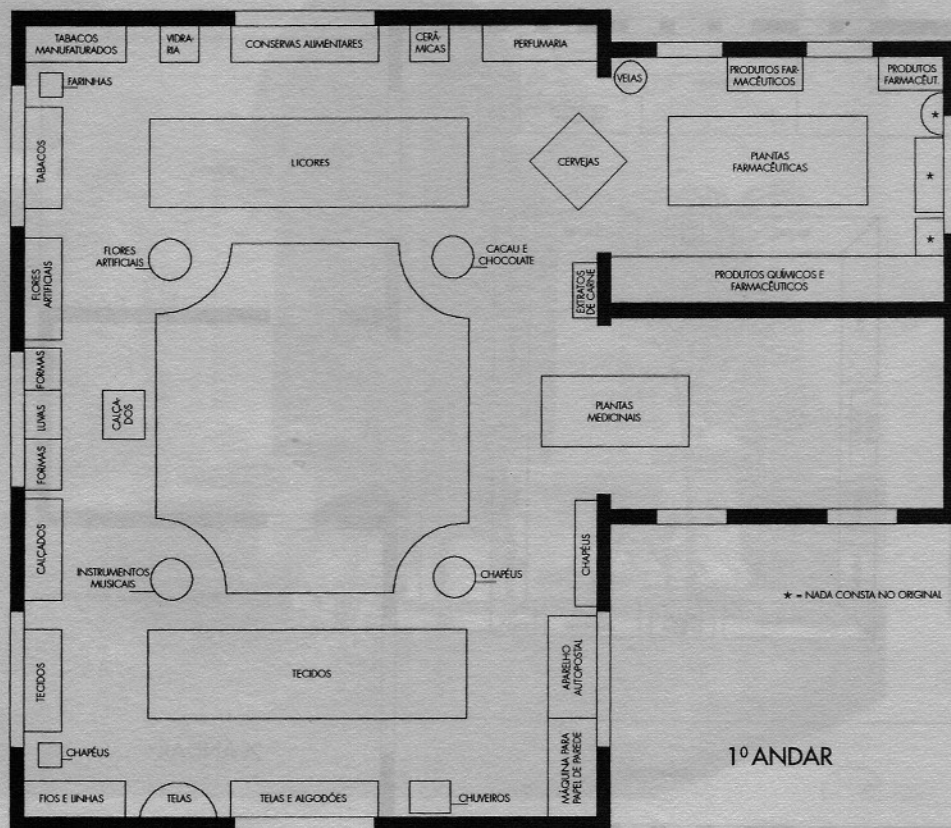 TABACOS
MANUFATURADOS
VIDRA-
RIA
CONSERVAS ALIMENTARES
CERÂ-
MICAS
PERFUMARIA
FARINHAS
VELAS
PRODUTOS FAR-
MACÊUTICOS
PRODUTOS
FARMACÊUT.
*
TABACOS
LICORES
CERVEJAS
PLANTAS
FARMACÊUTICAS
*
*
FLORES
ARTIFICIAIS
FLORES
ARTIFICIAIS
CACAU E
CHOCOLATE
EXTRATOS
DE CARNE
PRODUTOS QUÍMICOS E
FARMACÊUTICOS
FORMAS
LUVAS
FORMAS
CALÇA-
DOS
PLANTAS
MEDICINAIS
CALÇADOS
INSTRUMENTOS
MUSICAIS
CHAPÉUS
CHAPÉUS
* = NADA CONSTA NO ORIGINAL
TECIDOS
TECIDOS
APARELHO
AUTOPOSTAL
CHAPÉUS
MÁQUINA PARA
PAPEL DE PAREDE
1º ANDAR
FIOS E LINHAS
TELAS
TELAS E ALGODÕES
CHUVEIROS